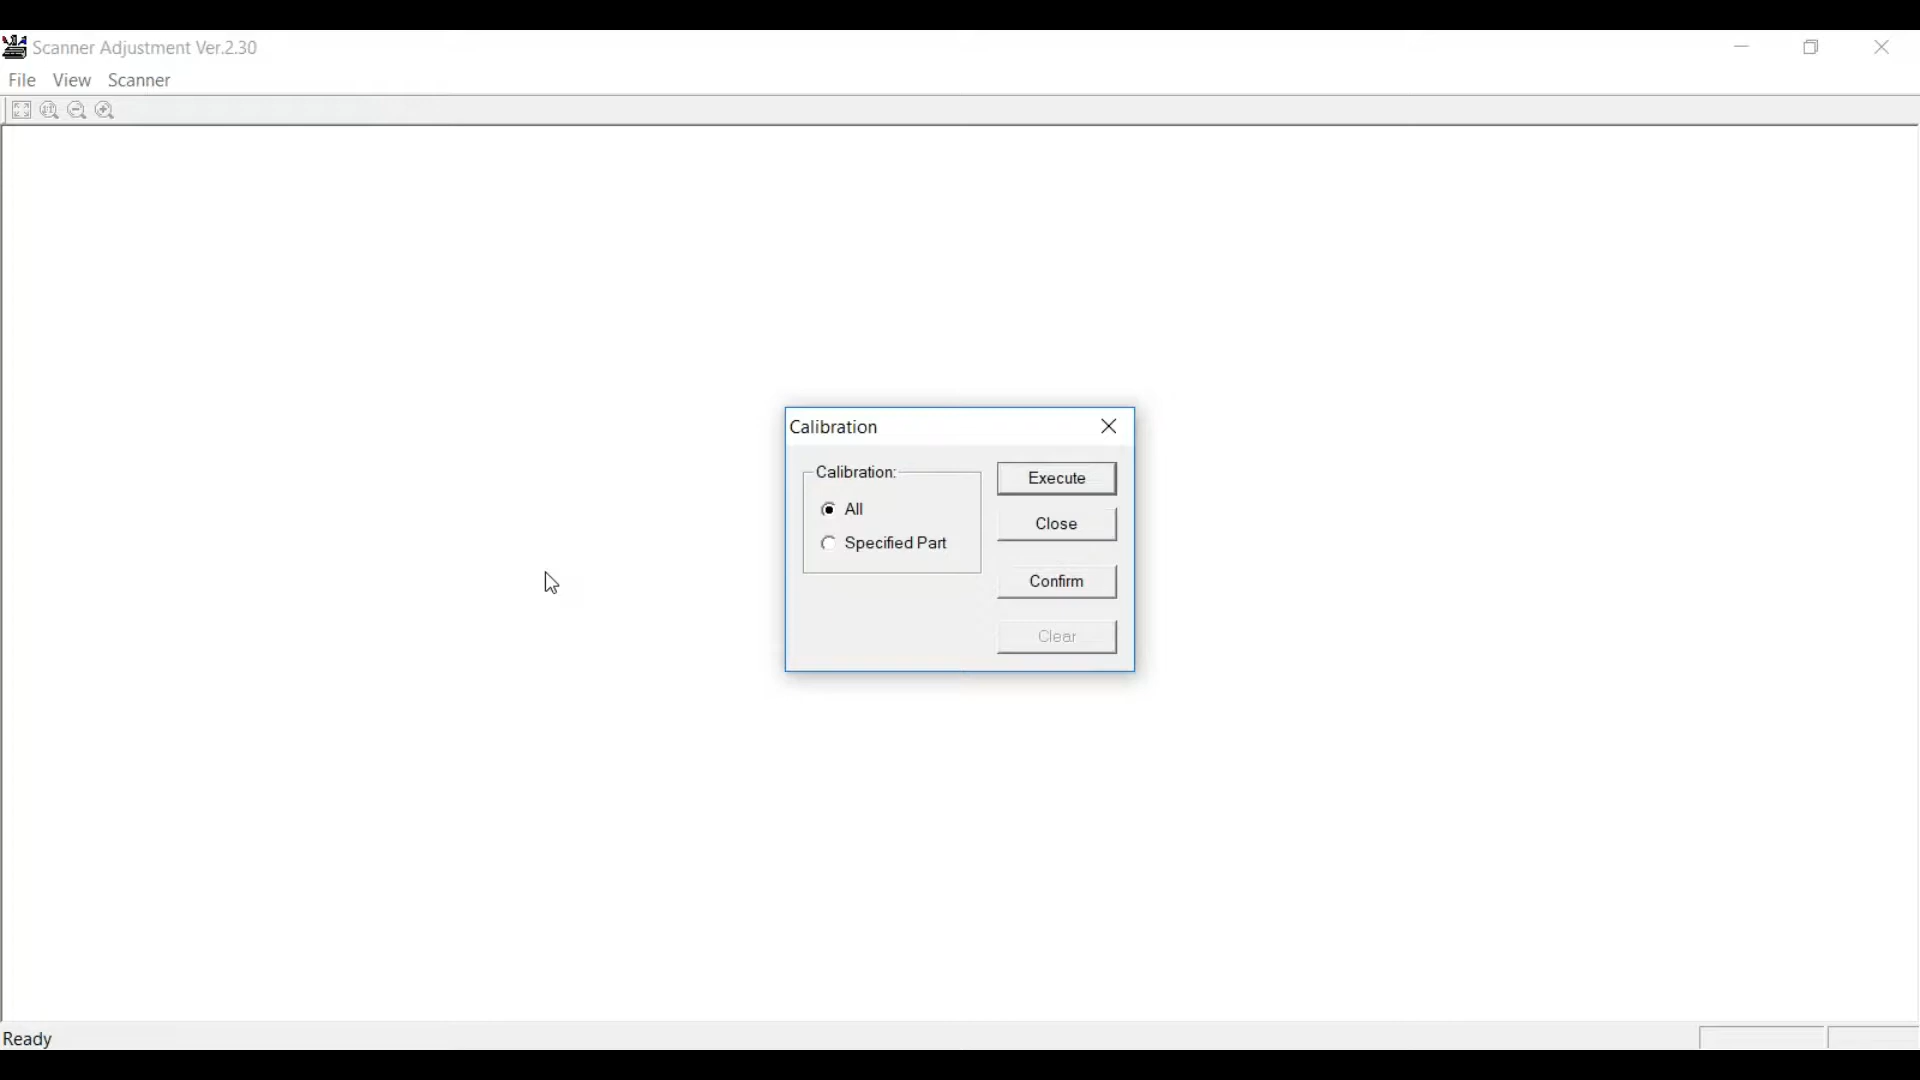 Scanner Adjustment Ver.2.30
File View Scanner
Calibration
Calibration:
All
Specified Part
Execute
Close
Confirm
Clear
Ready